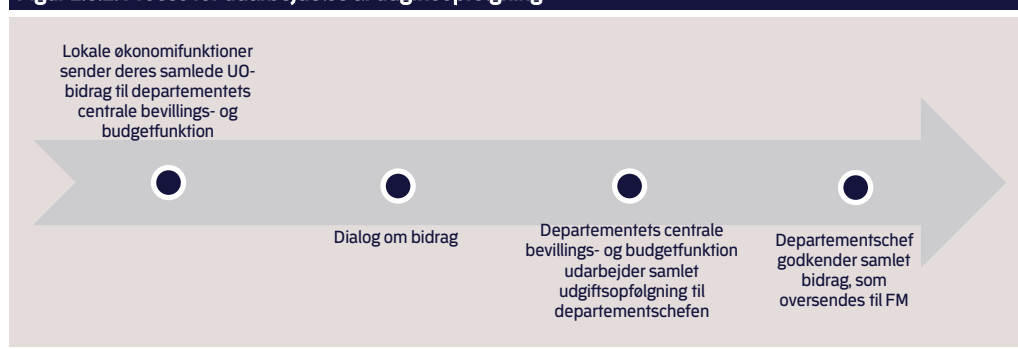 Lokale økonomifunktioner
sender deres samlede UO-
bidrag til departementets
centrale bevillings- og
budgetfunktion
Dialog om bidrag
Departementets centrale
bevillings- og budgetfunktion
udarbejder samlet
udgiftsopfølgning til
departementschefen
Departementschef
godkender samlet
bidrag, som
oversendes til FM